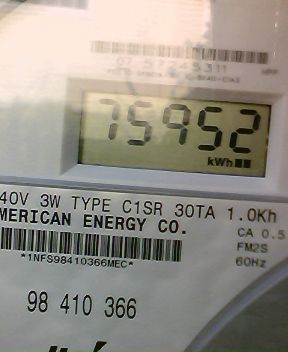 75952
kWh
40V 3W TYPE C1SR 30TA 1.0Kh
MERICAN ENERGY CO.
CA 0.5
FM2S
60Hz
*1NFS98410366MEC*
98 410 366